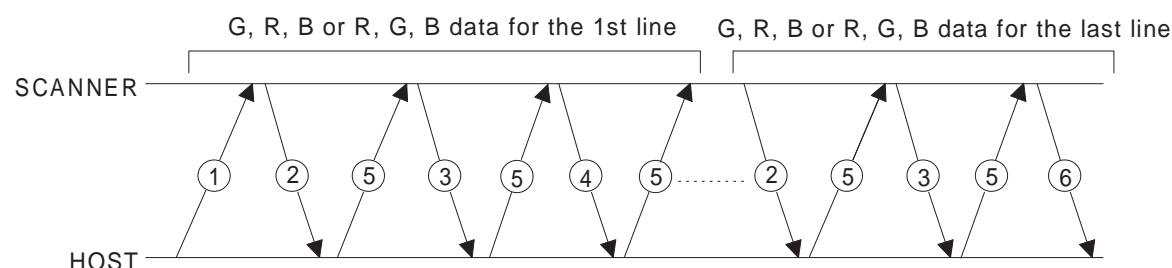 G, R, B or R, G, B data for the 1st line
G, R, B or R, G, B data for the last line
SCANNER
1 2 5 3 5 4 5 2 5 3 5 6
HOST